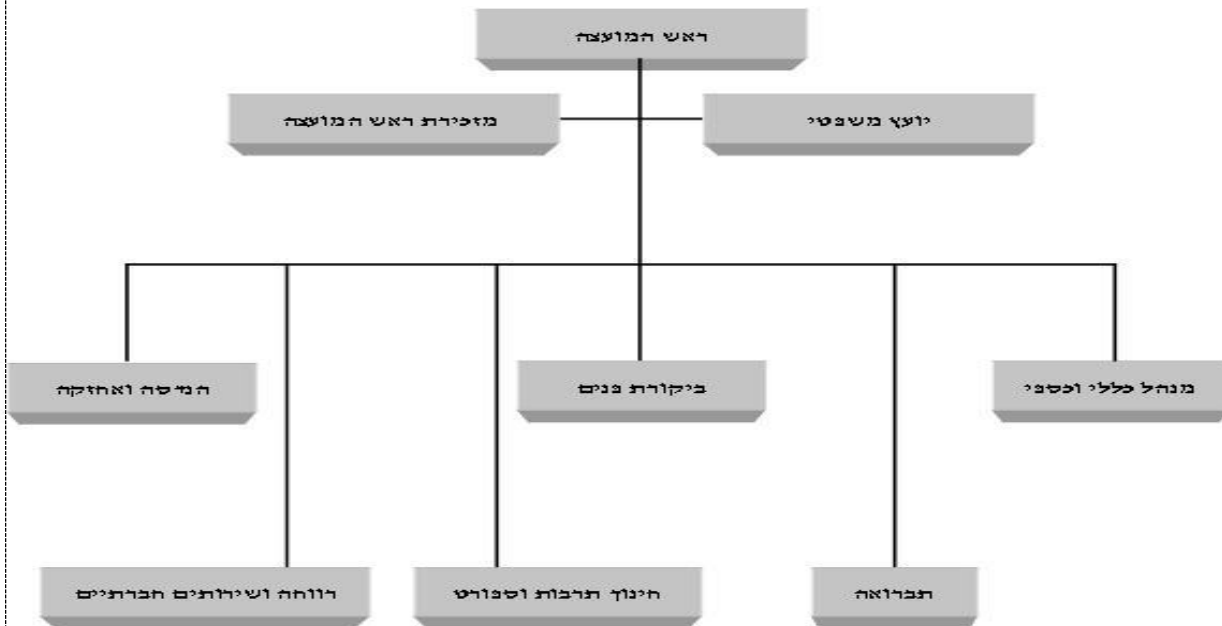 ראש המועצה
יועץ משפטי
מזכירת ראש המועצה
מנהל כללי וכספי
ביקורת פנים
הנדסה ואחזקה
תברואה
חינוך תרבות וספורט
רווחה ושירותים חברתיים